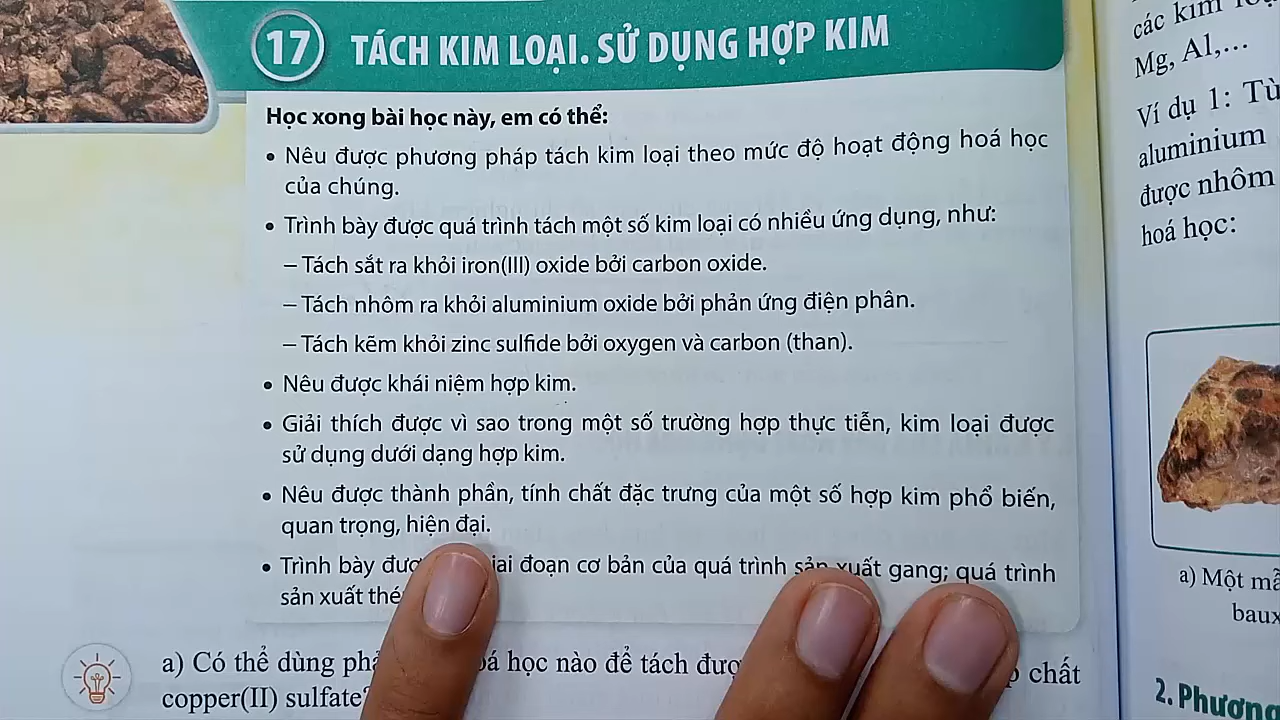 17 TÁCH KIM LOẠI. SỬ DỤNG HỢP KIM
Học xong bài học này, em có thể:
• Nêu được phương pháp tách kim loại theo mức độ hoạt động hoá học
của chúng.
• Trình bày được quá trình tách một số kim loại có nhiều ứng dụng, như:
– Tách sắt ra khỏi iron(III) oxide bởi carbon oxide.
– Tách nhôm ra khỏi aluminium oxide bởi phản ứng điện phân.
– Tách kẽm khỏi zinc sulfide bởi oxygen và carbon (than).
• Nêu được khái niệm hợp kim.
• Giải thích được vì sao trong một số trường hợp thực tiễn, kim loại được
sử dụng dưới dạng hợp kim.
• Nêu được thành phần, tính chất đặc trưng của một số hợp kim phổ biến,
quan trọng, hiện đại.
• Trình bày đoạn cơ bản của quá trình sản xuất gang; quá trình
sản xuất
a) Có thể dùng học nào để tách chất
copper(II) sulfate
các kim
Mg, Al,...
Ví dụ 1: Từ
aluminium
được nhôm
hoá học:
a) Một
2. Phương